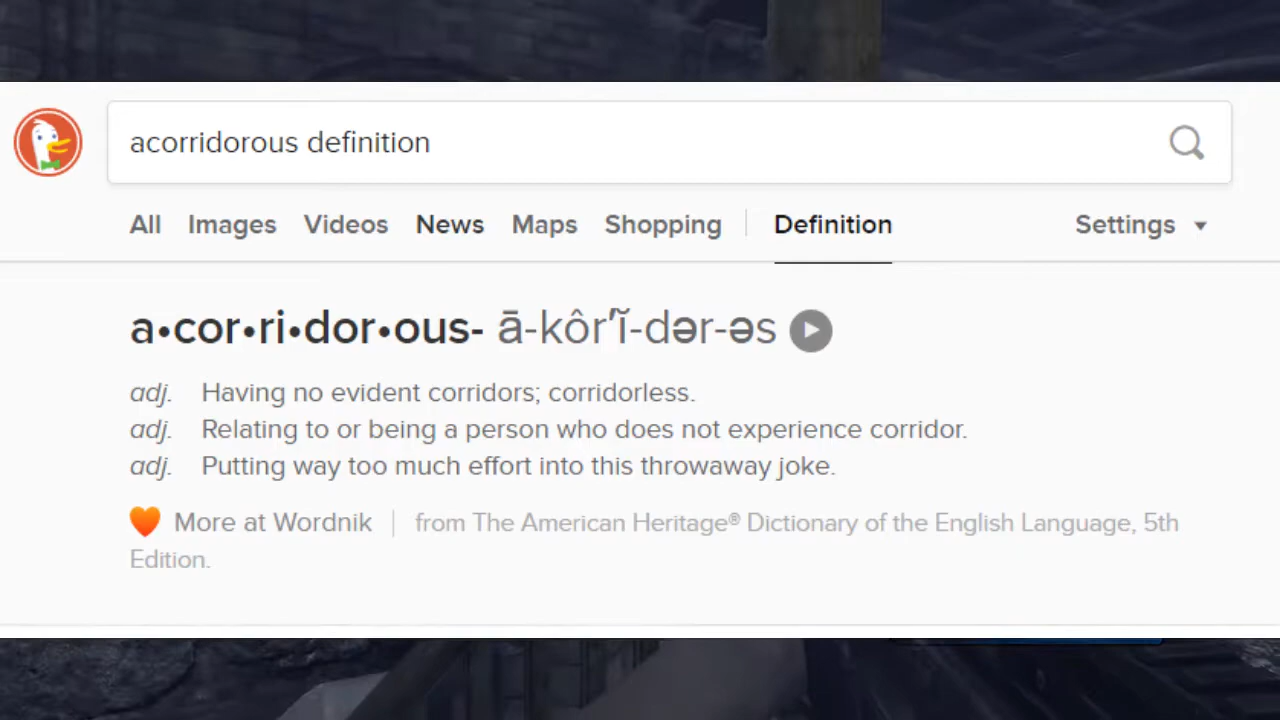 acorridorous definition
All Images Videos News Maps Shopping Definition Settings
a•cor•ri•dor•ous- ā-kôr′ĭ-dər-əs
adj. Having no evident corridors; corridorless.
adj. Relating to or being a person who does not experience corridor.
adj. Putting way too much effort into this throwaway joke.
More at Wordnik from The American Heritage® Dictionary of the English Language, 5th
Edition.